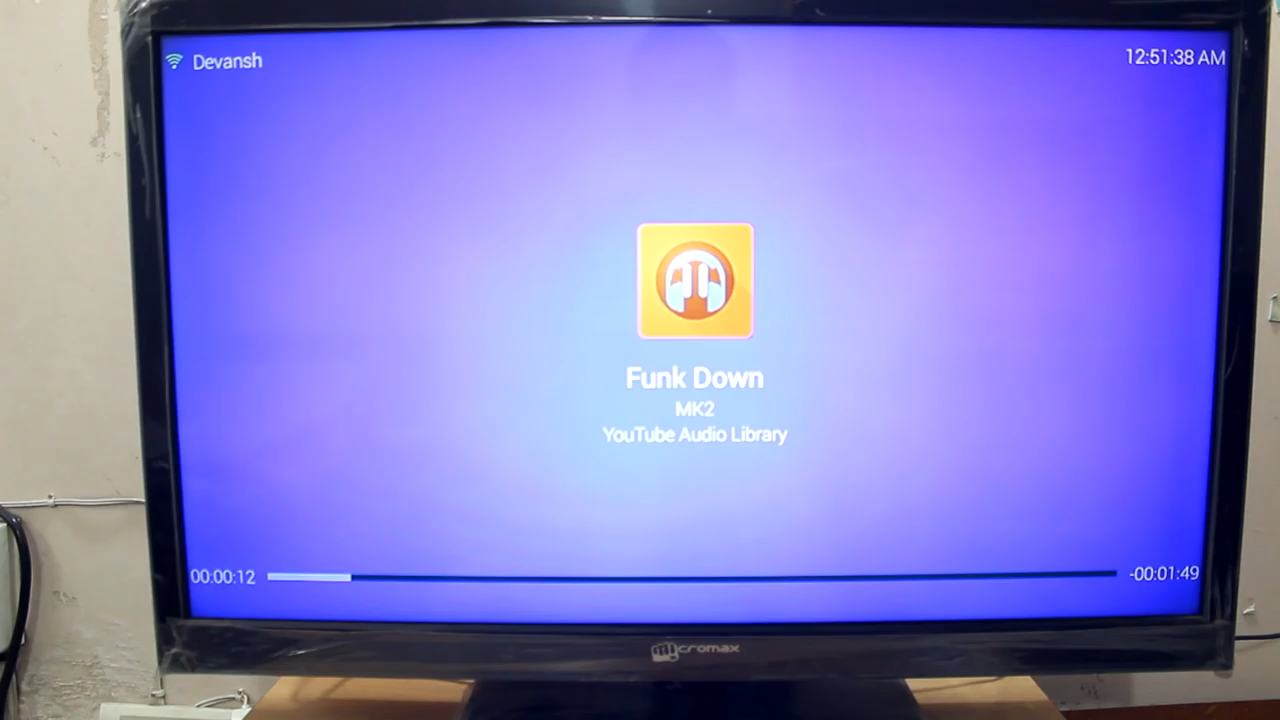 Devansh
12:51:38 AM
Funk Down
MK2
YouTube Audio Library
00:00:12
-00:01:49
micromax